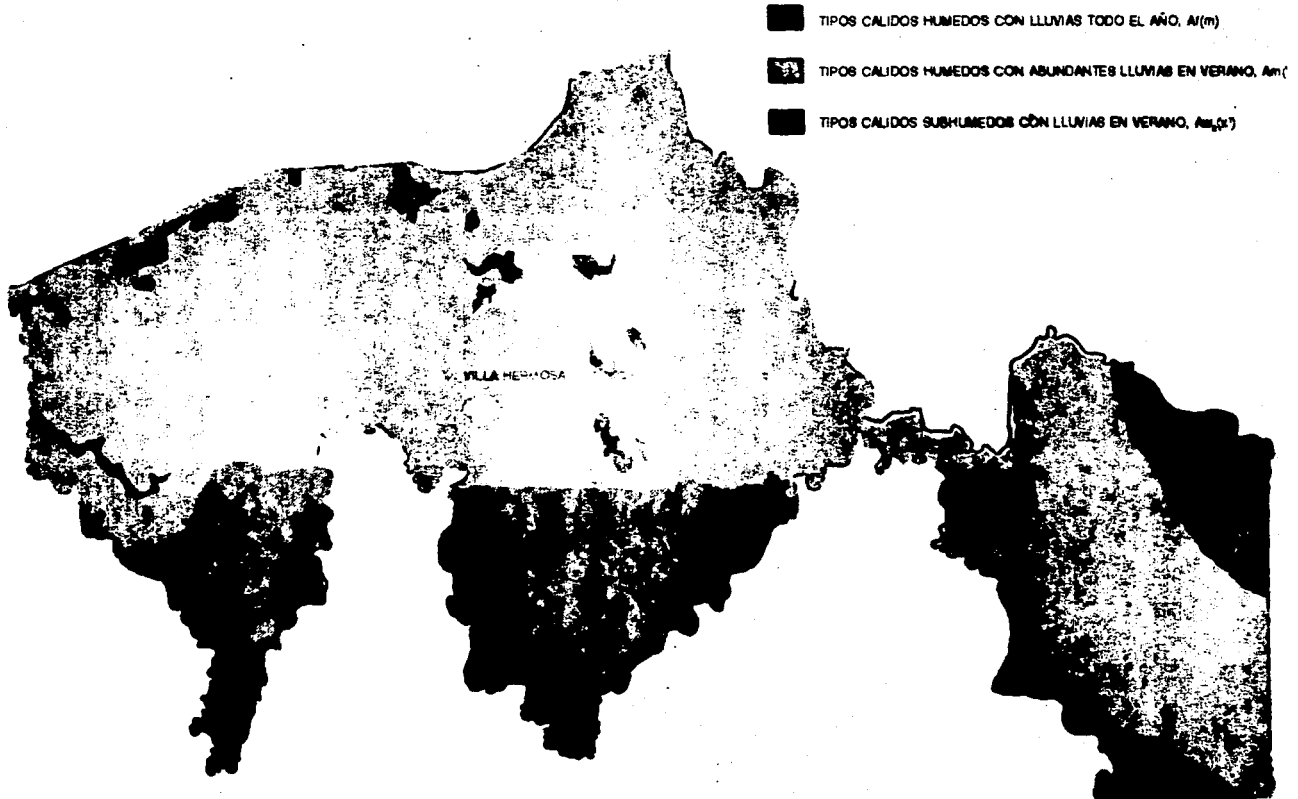 TIPOS CALIDOS HUMEDOS CON LLUVIAS TODO EL AÑO, Af(m)
TIPOS CALIDOS HUMEDOS CON ABUNDANTES LLUVIAS EN VERANO, Am(
TIPOS CALIDOS SUBHUMEDOS CON LLUVIAS EN VERANO,
VILLA HERMOSA